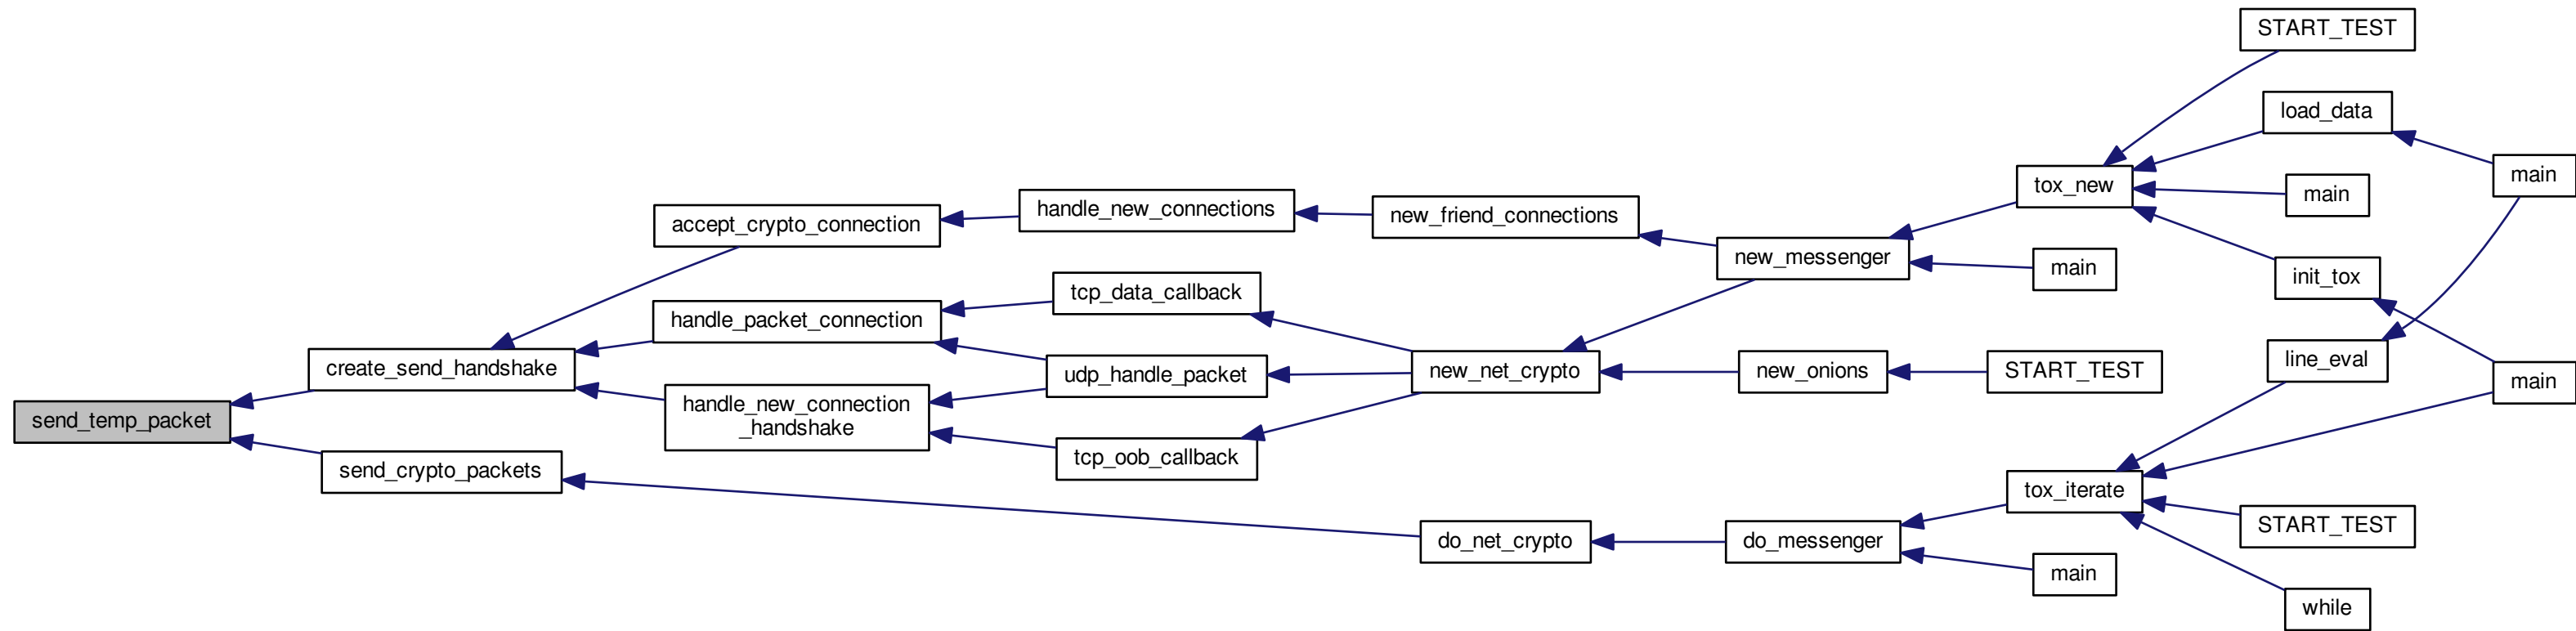 send_temp_packet
create_send_handshake
send_crypto_packets
accept_crypto_connection
handle_packet_connection
handle_new_connection
_handshake
handle_new_connections
tcp_data_callback
udp_handle_packet
tcp_oob_callback
new_friend_connections
new_net_crypto
do_net_crypto
new_messenger
new_onions
do_messenger
tox_new
main
START_TEST
tox_iterate
main
START_TEST
load_data
main
init_tox
line_eval
START_TEST
while
main
main